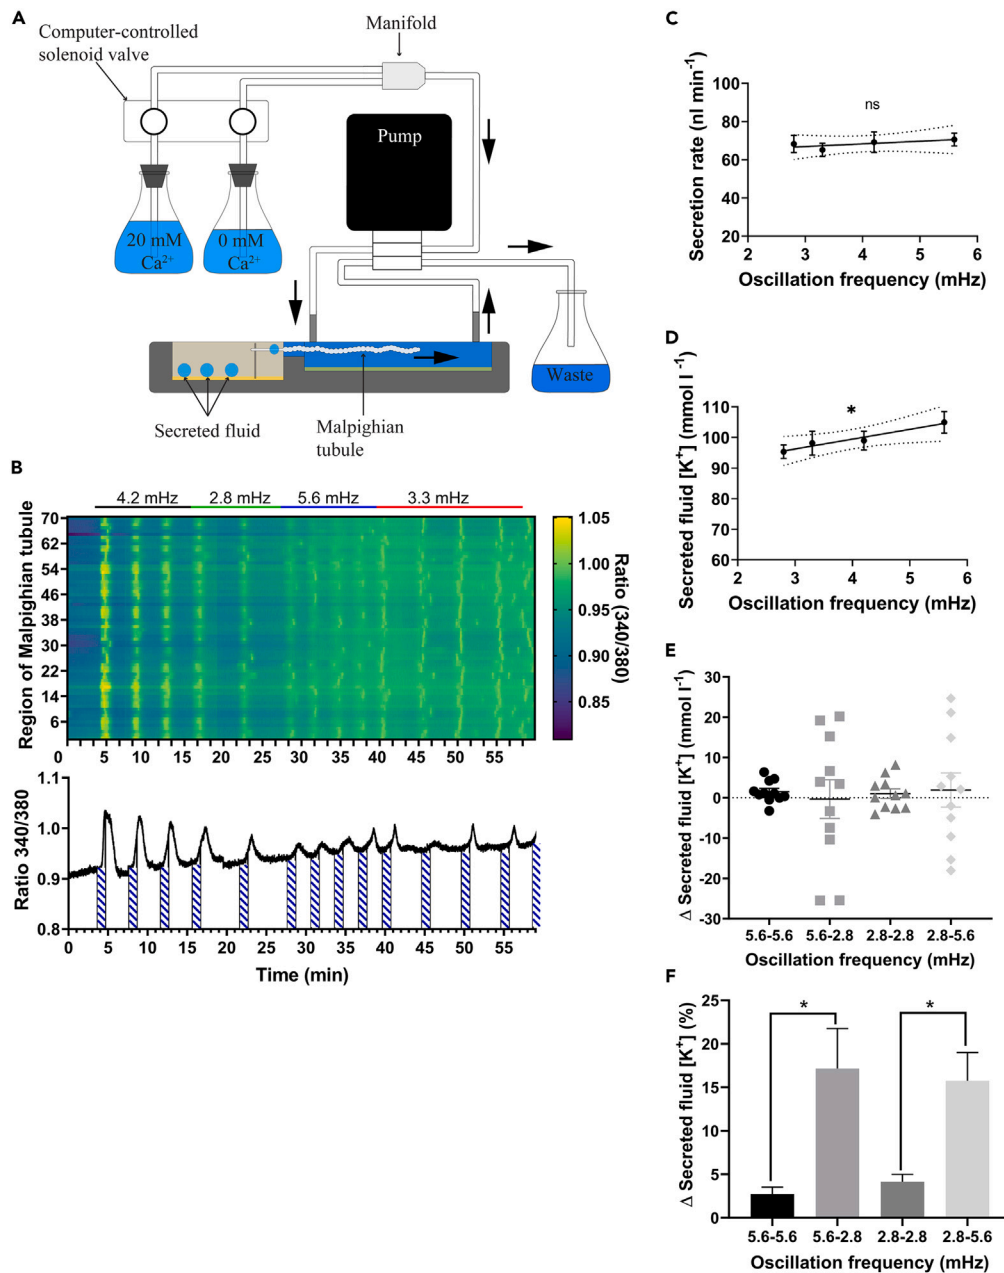 A
Computer-controlled
solenoid valve
Manifold
Pump
20 mM
Ca2+
0 mM
Ca2+
Waste
Secreted fluid
Malpighian
tubule
B
4.2 mHz
2.8 mHz
5.6 mHz
3.3 mHz
Region of Malpighian tubule
70
62
54
46
38
30
22
14
6
0
5
10
15
20
25
30
35
40
45
50
55
1.05
1.00
0.95
0.90
0.85
Ratio (340/380)
Ratio 340/380
1.1
1.0
0.9
0.8
0
5
10
15
20
25
30
35
40
45
50
55
Time (min)
C
Secretion rate (nl min-1)
100
80
60
40
20
ns
2
3
4
5
6
Oscillation frequency (mHz)
D
Secreted fluid [K+] (mmol l -1)
110
100
90
80
70
60
*
2
3
4
5
6
Oscillation frequency (mHz)
E
Δ Secreted fluid [K+] (mmol l-1)
30
20
10
0
-10
-20
-30
5.6-5.6
5.6-2.8
2.8-2.8
2.8-5.6
Oscillation frequency (mHz)
F
Δ Secreted fluid [K+] (%)
25
20
15
10
5
0
*
*
5.6-5.6
5.6-2.8
2.8-2.8
2.8-5.6
Oscillation frequency (mHz)